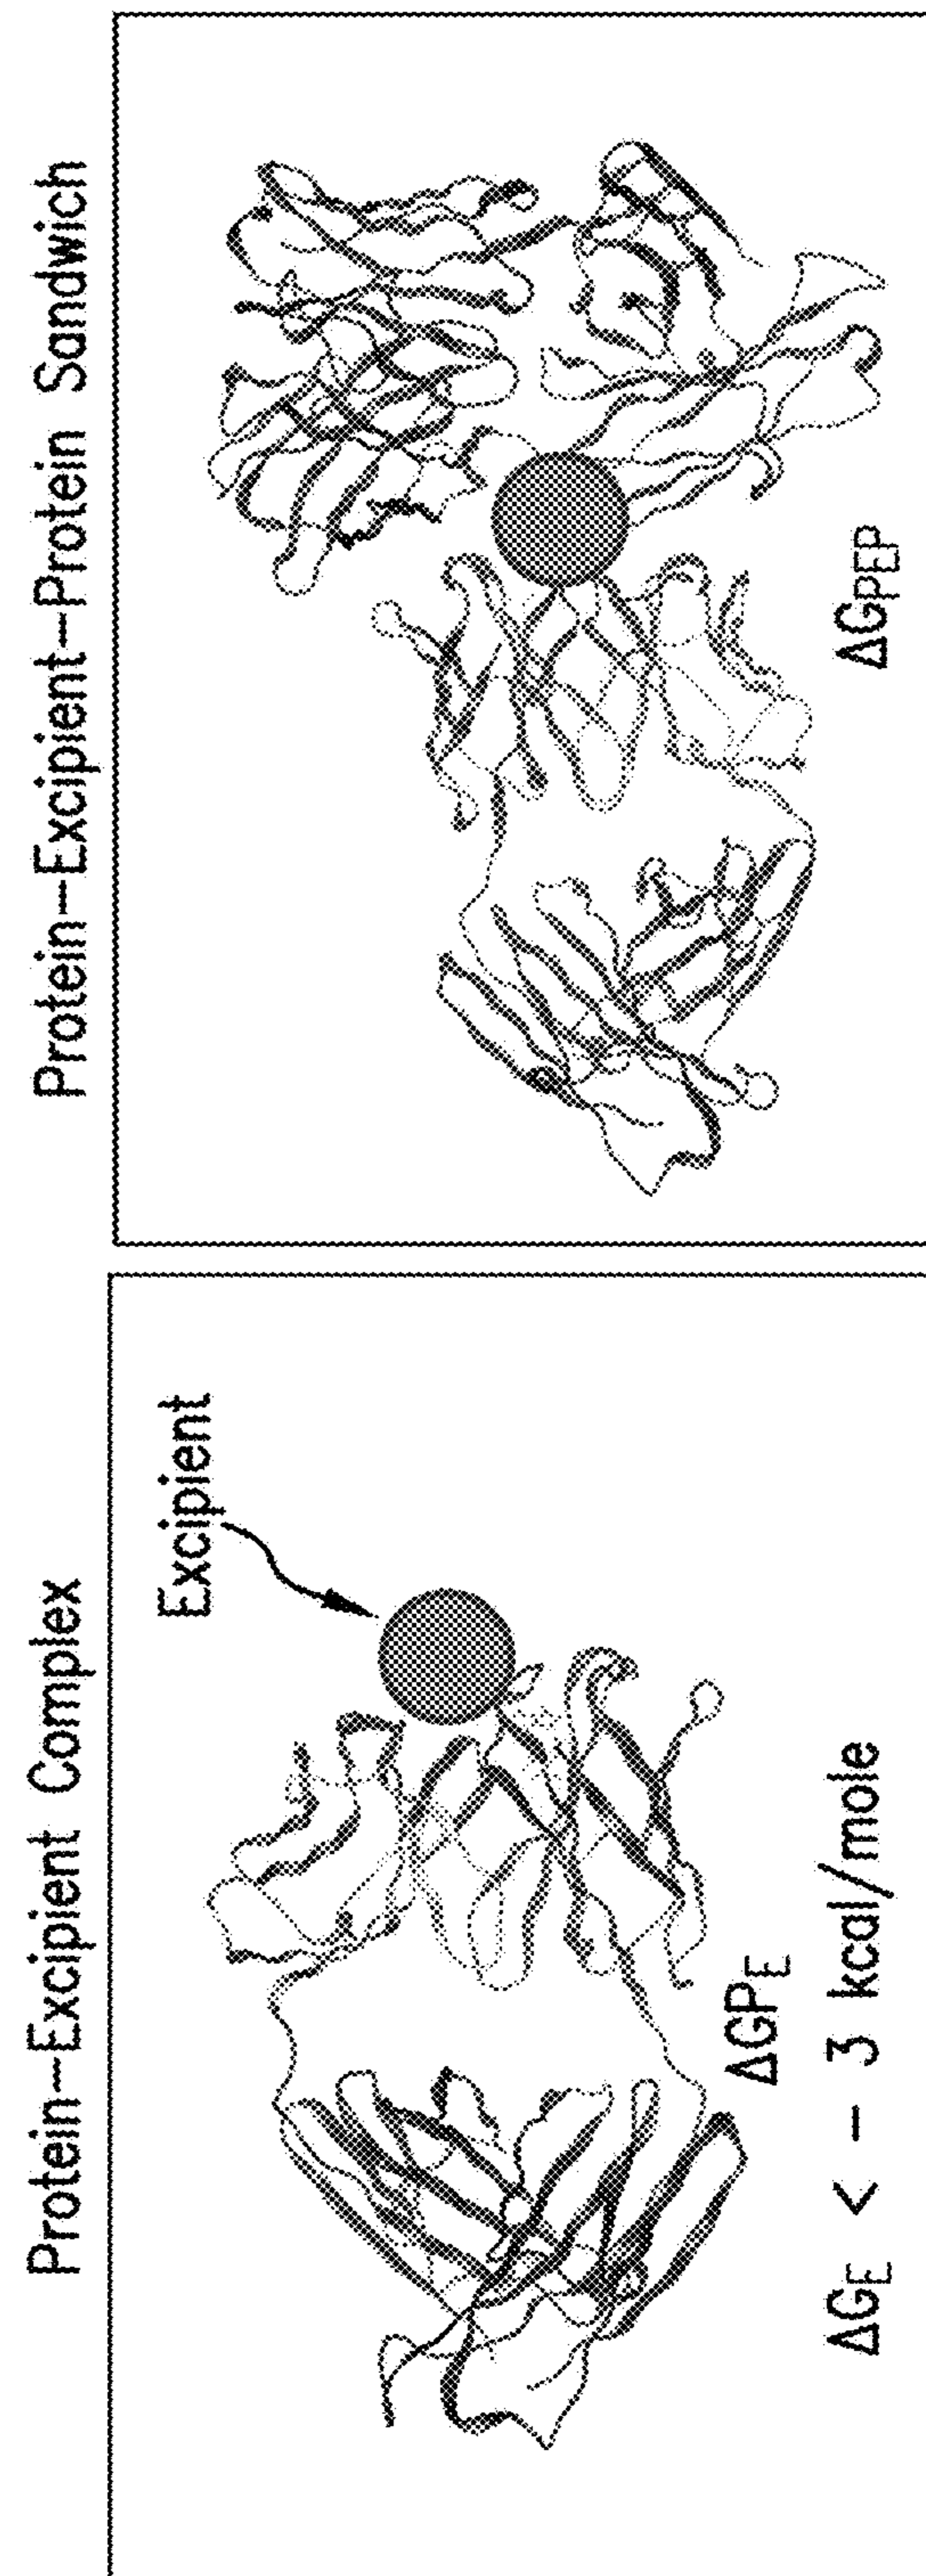 Protein–Excipient Complex
Excipient
ΔGPE
ΔGE < – 3 kcal/mole
Protein–Excipient–Protein Sandwich
ΔGPEP